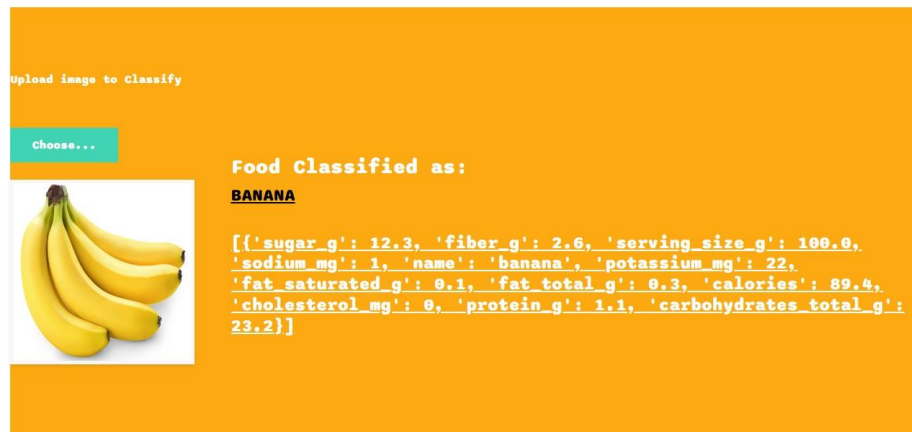 Upload image to Classify
Choose...
Food Classified as:
BANANA
[{'sugar_g': 12.3, 'fiber_g': 2.6, 'serving_size_g': 100.0,
'sodium_mg': 1, 'name': 'banana', 'potassium_mg': 22,
'fat_saturated_g': 0.1, 'fat_total_g': 0.3, 'calories': 89.4,
'cholesterol_mg': 0, 'protein_g': 1.1, 'carbohydrates_total_g':
23.2}]